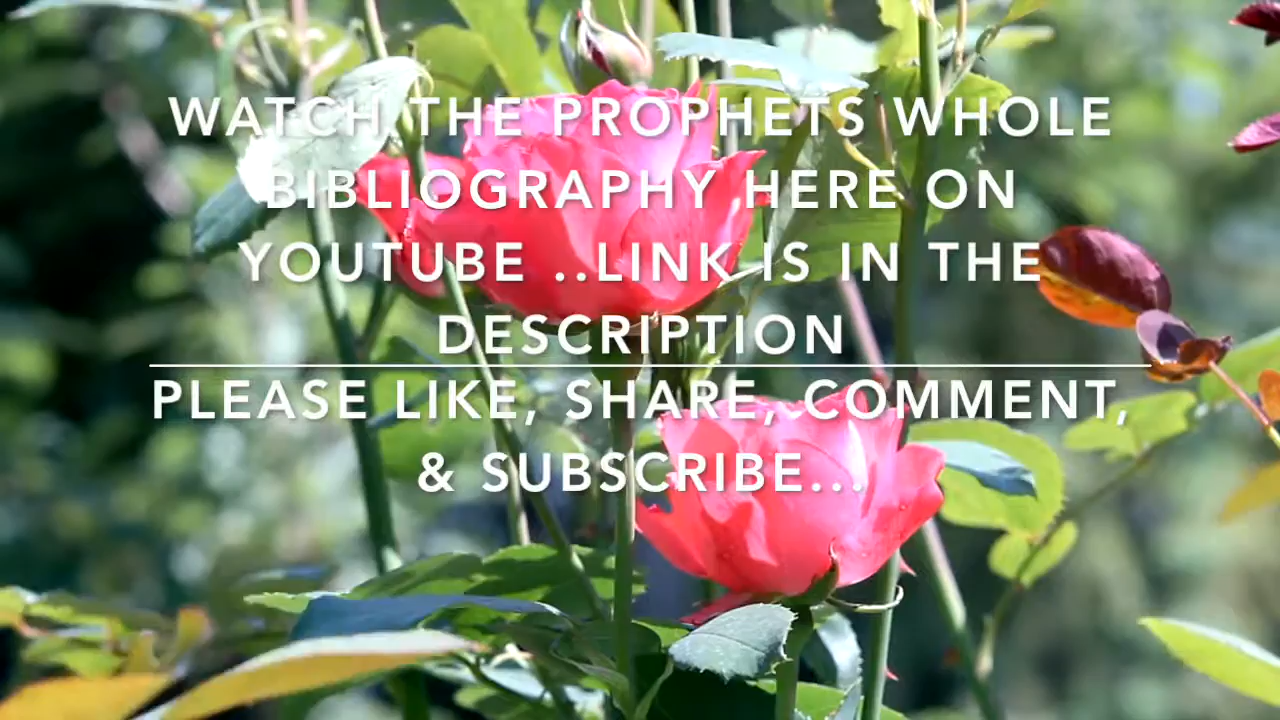 WATCH THE PROPHETS WHOLE
BIBLIOGRAPHY HERE ON
YOUTUBE ..LINK IS IN THE
DESCRIPTION
PLEASE LIKE, SHARE, COMMENT,
& SUBSCRIBE...